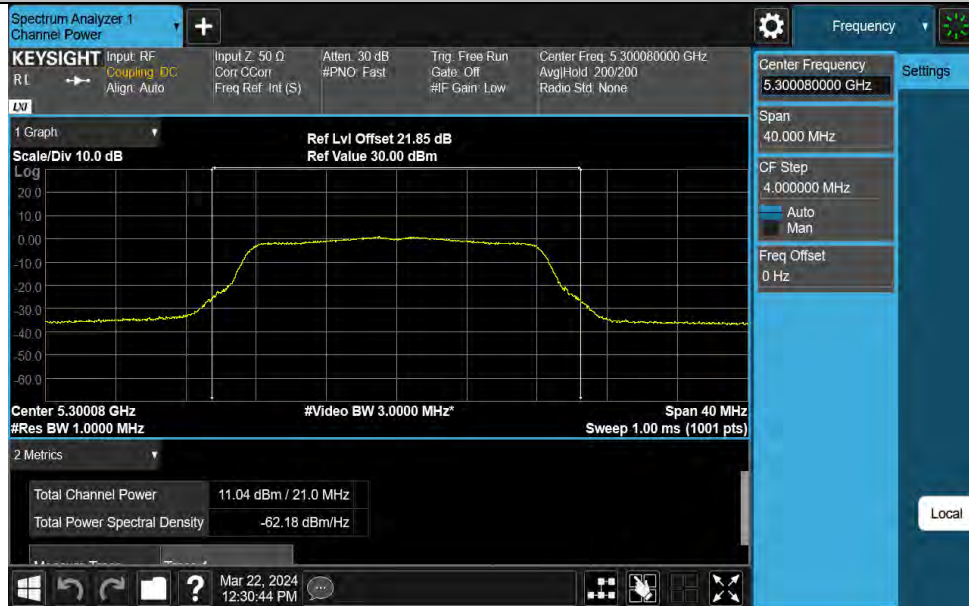 Spectrum Analyzer 1
Channel Power
+
Frequency
KEYSIGHT
Input: RF
Coupling: DC
Align: Auto
Input Z: 50 Ω
Corr CCorr
Freq Ref: Int (S)
Atten: 30 dB
#PNO: Fast
Trig: Free Run
Gate: Off
#IF Gain: Low
Center Freq: 5.300080000 GHz
Avg|Hold: 200/200
Radio Std: None
LXI
Center Frequency
5.300080000 GHz
Settings
Span
40.000 MHz
CF Step
4.000000 MHz
Auto
Man
Freq Offset
0 Hz
1 Graph
Scale/Div 10.0 dB
Ref Lvl Offset 21.85 dB
Ref Value 30.00 dBm
Log
20.0
10.0
0.00
-10.0
-20.0
-30.0
-40.0
-50.0
-60.0
Center 5.30008 GHz
#Video BW 3.0000 MHz*
Span 40 MHz
#Res BW 1.0000 MHz
Sweep 1.00 ms (1001 pts)
2 Metrics
Total Channel Power 11.04 dBm / 21.0 MHz
Total Power Spectral Density -62.18 dBm/Hz
Local
?
Mar 22, 2024
12:30:44 PM